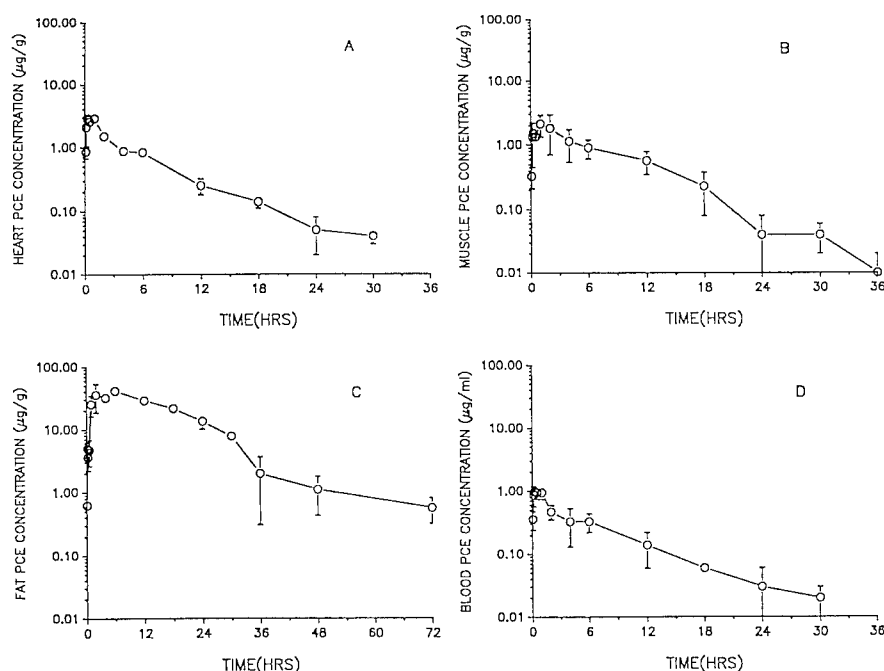 A
HEART PCE CONCENTRATION (μg/g)
100.00
10.00
1.00
0.10
0.01
0 6 12 18 24 30 36
TIME(HRS)
B
MUSCLE PCE CONCENTRATION (μg/g)
100.00
10.00
1.00
0.10
0.01
0 6 12 18 24 30 36
TIME(HRS)
C
FAT PCE CONCENTRATION (μg/g)
100.00
10.00
1.00
0.10
0.01
0 12 24 36 48 60 72
TIME(HRS)
D
BLOOD PCE CONCENTRATION (μg/ml)
100.00
10.00
1.00
0.10
0.01
0 6 12 18 24 30 36
TIME(HRS)